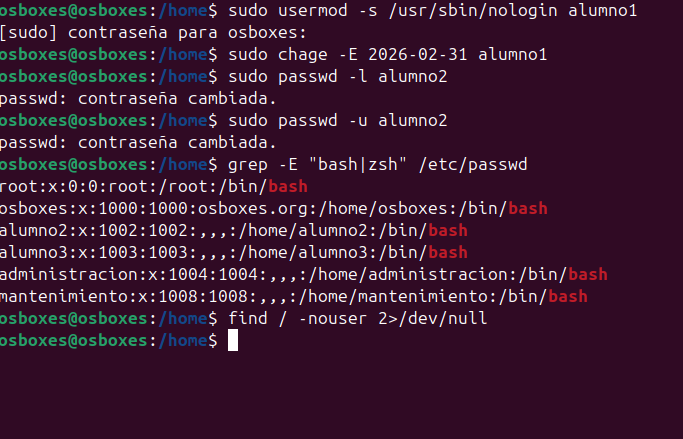 osboxes@osboxes:/home$ sudo usermod -s /usr/sbin/nologin alumno1
[sudo] contraseña para osboxes:
osboxes@osboxes:/home$ sudo chage -E 2026-02-31 alumno1
osboxes@osboxes:/home$ sudo passwd -l alumno2
passwd: contraseña cambiada.
osboxes@osboxes:/home$ sudo passwd -u alumno2
passwd: contraseña cambiada.
osboxes@osboxes:/home$ grep -E "bash|zsh" /etc/passwd
root:x:0:0:root:/root:/bin/bash
osboxes:x:1000:1000:osboxes.org:/home/osboxes:/bin/bash
alumno2:x:1002:1002:,,,:/home/alumno2:/bin/bash
alumno3:x:1003:1003:,,,:/home/alumno3:/bin/bash
administracion:x:1004:1004:,,,:/home/administracion:/bin/bash
mantenimiento:x:1008:1008:,,,:/home/mantenimiento:/bin/bash
osboxes@osboxes:/home$ find / -nouser 2>/dev/null
osboxes@osboxes:/home$